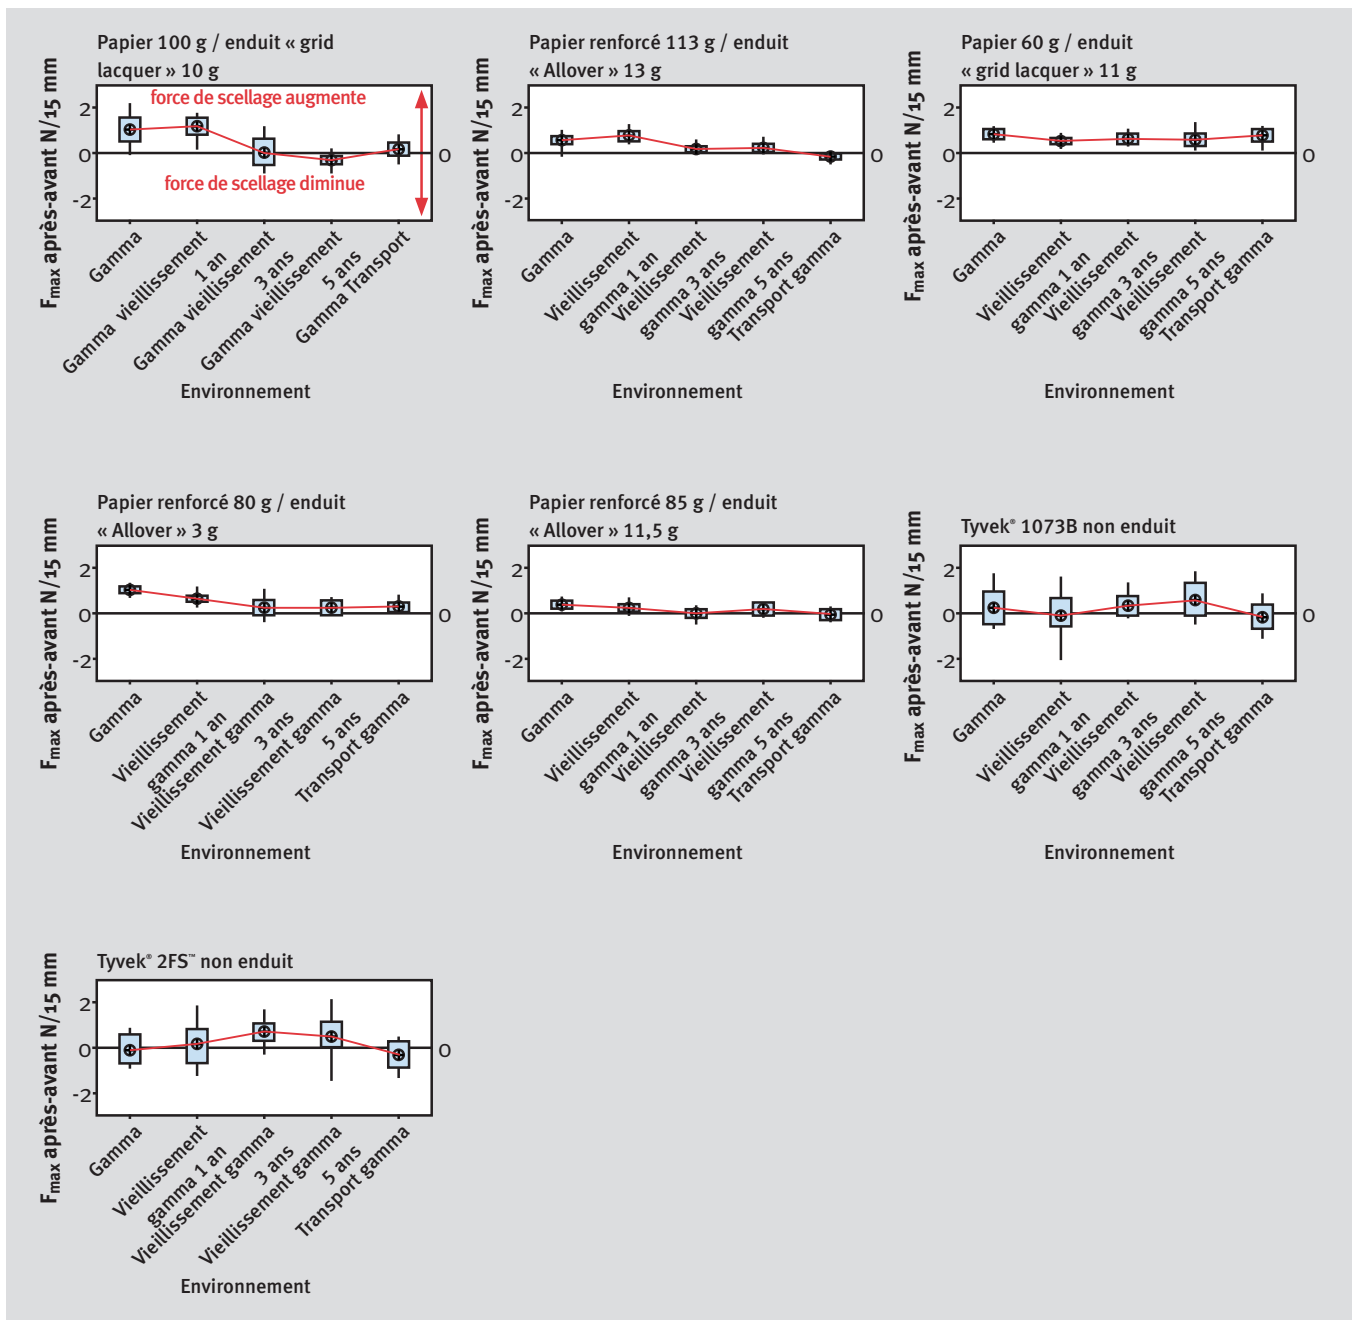 Papier 100 g / enduit « grid
lacquer » 10 g
Fmax après-avant N/15 mm
2
0
-2
force de scellage augmente
force de scellage diminue
0
Gamma
Gamma vieillissement
1 an
Gamma vieillissement
3 ans
Gamma vieillissement
5 ans
Gamma Transport
Environnement
Papier renforcé 113 g / enduit
« Allover » 13 g
Fmax après-avant N/15 mm
2
0
-2
0
Gamma
Vieillissement
gamma 1 an
Vieillissement
gamma 3 ans
Vieillissement
gamma 5 ans
Transport gamma
Environnement
Papier 60 g / enduit
« grid lacquer » 11 g
Fmax après-avant N/15 mm
2
0
-2
0
Gamma
Vieillissement
gamma 1 an
Vieillissement
gamma 3 ans
Vieillissement
gamma 5 ans
Transport gamma
Environnement
Papier renforcé 80 g / enduit
« Allover » 3 g
Fmax après-avant N/15 mm
2
0
-2
0
Gamma
Vieillissement
gamma 1 an
Vieillissement gamma
3 ans
Vieillissement gamma
5 ans
Transport gamma
Environnement
Papier renforcé 85 g / enduit
« Allover » 11,5 g
Fmax après-avant N/15 mm
2
0
-2
0
Gamma
Vieillissement
gamma 1 an
Vieillissement
gamma 3 ans
Vieillissement
gamma 5 ans
Transport gamma
Environnement
Tyvek® 1073B non enduit
Fmax après-avant N/15 mm
2
0
-2
0
Gamma
Vieillissement
gamma 1 an
Vieillissement
gamma 3 ans
Vieillissement
gamma 5 ans
Transport gamma
Environnement
Tyvek® 2FS™ non enduit
Fmax après-avant N/15 mm
2
0
-2
0
Gamma
Vieillissement
gamma 1 an
Vieillissement gamma
3 ans
Vieillissement gamma
5 ans
Transport gamma
Environnement